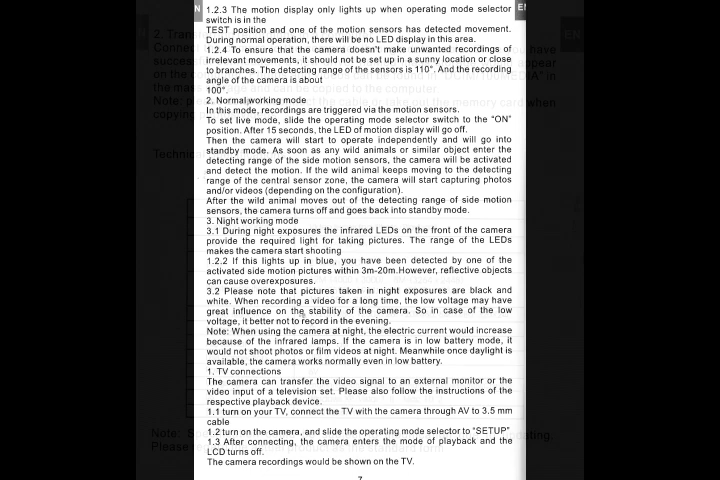 EN
1.2.3 The motion display only lights up when operating mode selector
switch is in the
TEST position and one of the motion sensors has detected movement.
During normal operation, there will be no LED display in this area.
1.2.4 To ensure that the camera doesn't make unwanted recordings of
irrelevant movements, it should not be set up in a sunny location or close
to branches. The detecting range of the sensors is 110°. And the recording
angle of the camera is about
100°.
2. Normal working mode
In this mode, recordings are triggered via the motion sensors.
To set live mode, slide the operating mode selector switch to the “ON”
position. After 15 seconds, the LED of motion display will go off.
Then the camera will start to operate independently and will go into
standby mode. As soon as any wild animals or similar object enter the
detecting range of the side motion sensors, the camera will be activated
and detect the motion. If the wild animal keeps moving to the detecting
range of the central sensor zone, the camera will start capturing photos
and/or videos (depending on the configuration).
After the wild animal moves out of the detecting range of side motion
sensors, the camera turns off and goes back into standby mode.
3. Night working mode
3.1 During night exposures the infrared LEDs on the front of the camera
provide the required light for taking pictures. The range of the LEDs
makes the camera start shooting
1.2.2 If this lights up in blue, you have been detected by one of the
activated side motion pictures within 3m-20m.However, reflective objects
can cause overexposures.
3.2 Please note that pictures taken in night exposures are black and
white. When recording a video for a long time, the low voltage may have
great influence on the stability of the camera. So in case of the low
voltage, it better not to record in the evening.
Note: When using the camera at night, the electric current would increase
because of the infrared lamps. If the camera is in low battery mode, it
would not shoot photos or film videos at night. Meanwhile once daylight is
available, the camera works normally even in low battery.
1. TV connections
The camera can transfer the video signal to an external monitor or the
video input of a television set. Please also follow the instructions of the
respective playback device.
1.1 turn on your TV, connect the TV with the camera through AV to 3.5 mm
cable
1.2 turn on the camera, and slide the operating mode selector to “SETUP”
1.3 After connecting, the camera enters the mode of playback and the
LCD turns off.
The camera recordings would be shown on the TV.
7